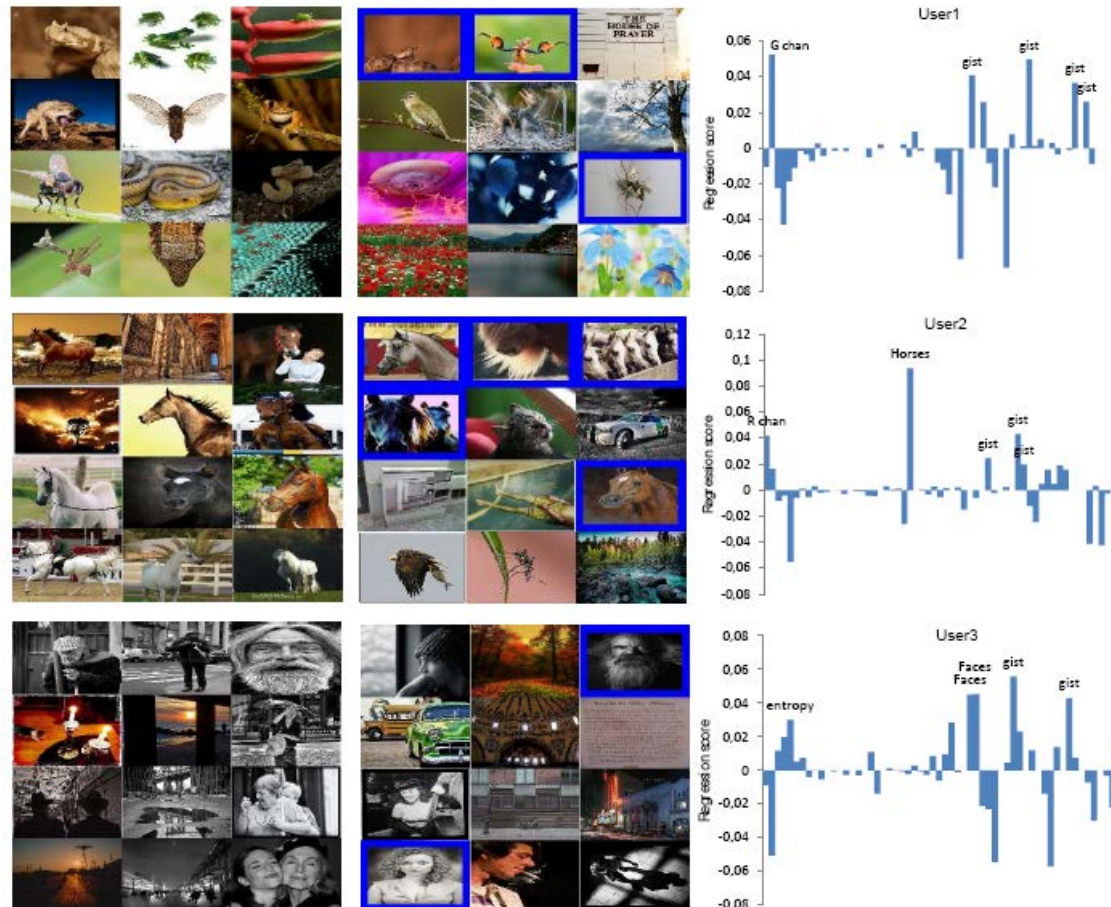 THE
HOUSE OF
PRAYER
User1
Regression score
0,06
0,04
0,02
0
-0,02
-0,04
-0,06
-0,08
G chan
gist
gist
gist
gist
User2
Regression score
0,12
0,1
0,08
0,06
0,04
0,02
0
-0,02
-0,04
-0,06
-0,08
R chan
Horses
gist
gist
gist
User3
Regression score
0,08
0,06
0,04
0,02
0
-0,02
-0,04
-0,06
-0,08
entropy
Faces
Faces
gist
gist